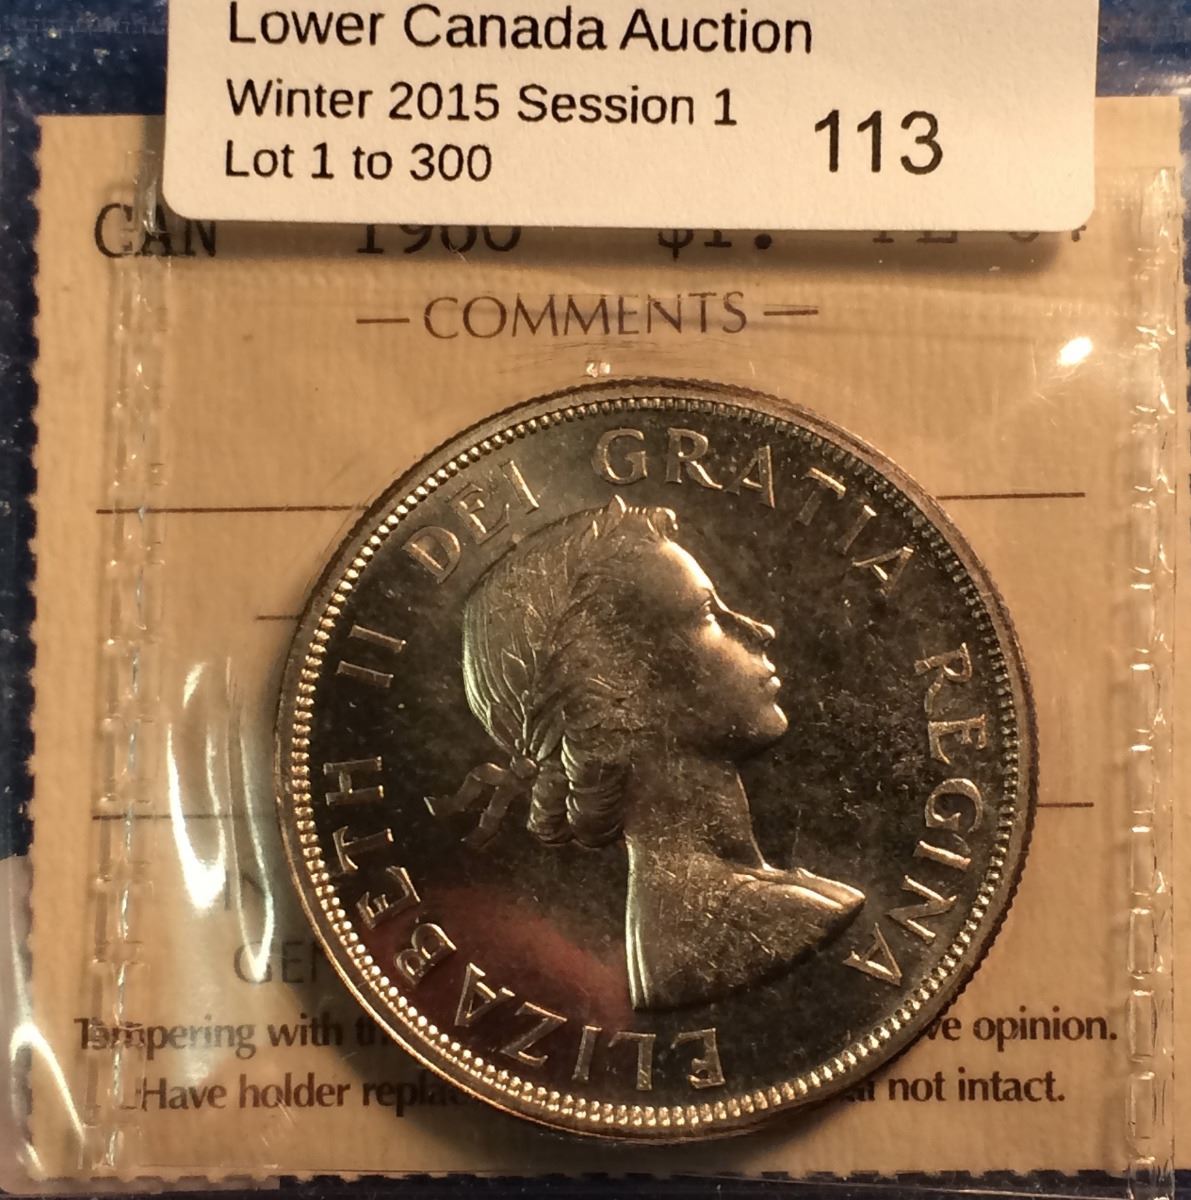 Lower Canada Auction
Winter 2015 Session 1
Lot 1 to 300
113
CAN 1960 $1.
— COMMENTS —
ELIZABETH II DEI GRATIA REGINA
Tampering with opinion.
Have holder not intact.